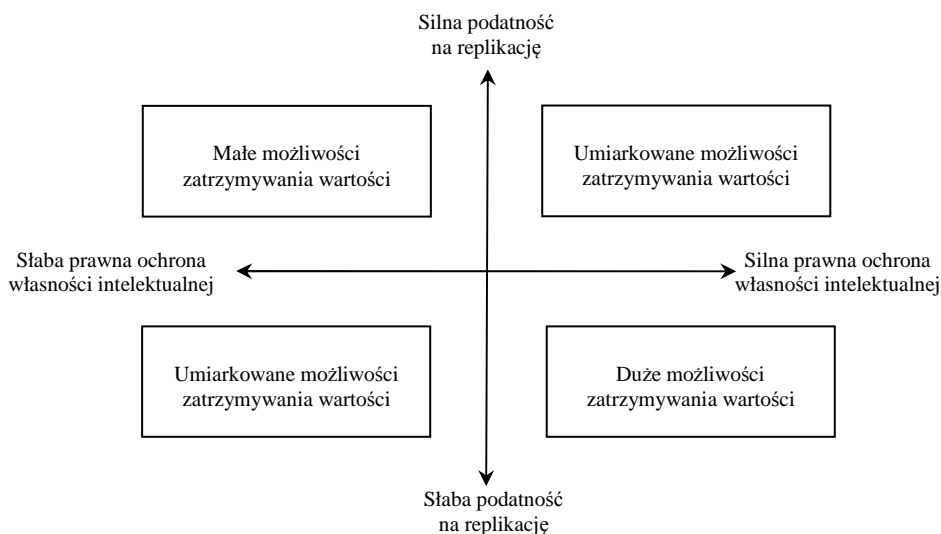 Silna podatność
na replikację
Małe możliwości
zatrzymywania wartości
Umiarkowane możliwości
zatrzymywania wartości
Słaba prawna ochrona
własności intelektualnej
Silna prawna ochrona
własności intelektualnej
Umiarkowane możliwości
zatrzymywania wartości
Duże możliwości
zatrzymywania wartości
Słaba podatność
na replikację